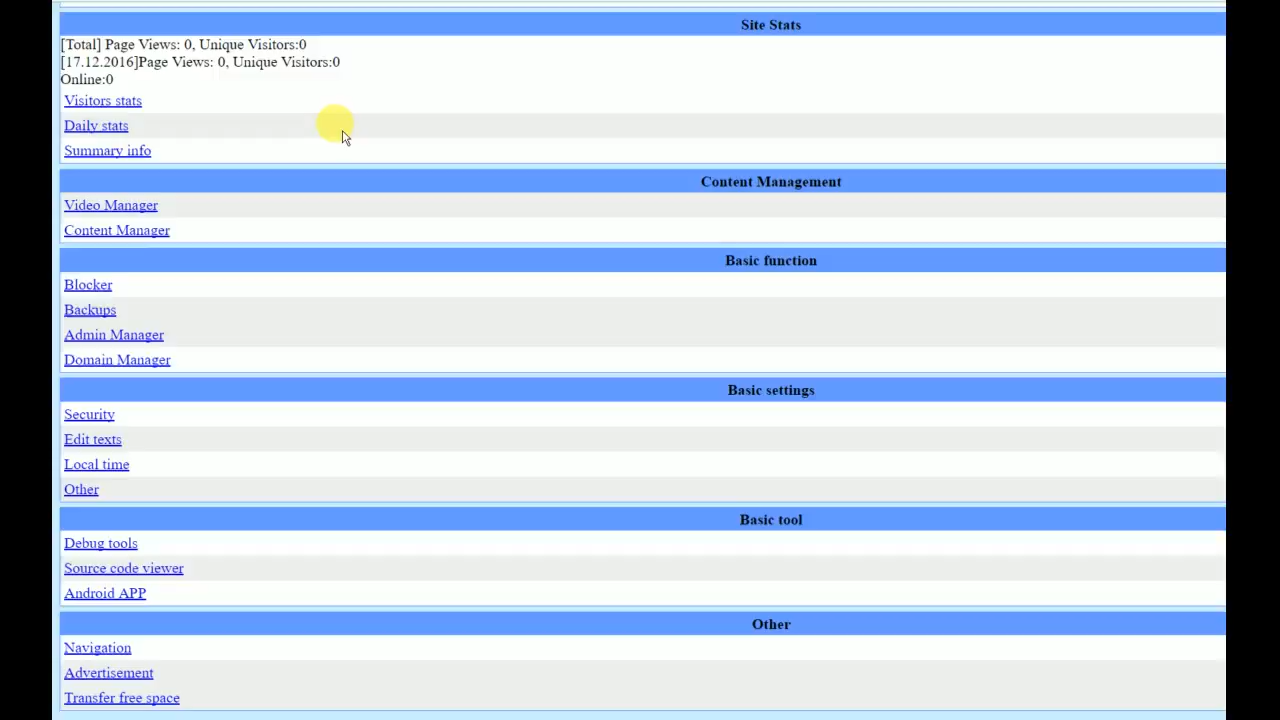 Site Stats
[Total] Page Views: 0, Unique Visitors:0
[17.12.2016]Page Views: 0, Unique Visitors:0
Online:0
Visitors stats
Daily stats
Summary info
Content Management
Video Manager
Content Manager
Basic function
Blocker
Backups
Admin Manager
Domain Manager
Basic settings
Security
Edit texts
Local time
Other
Basic tool
Debug tools
Source code viewer
Android APP
Other
Navigation
Advertisement
Transfer free space